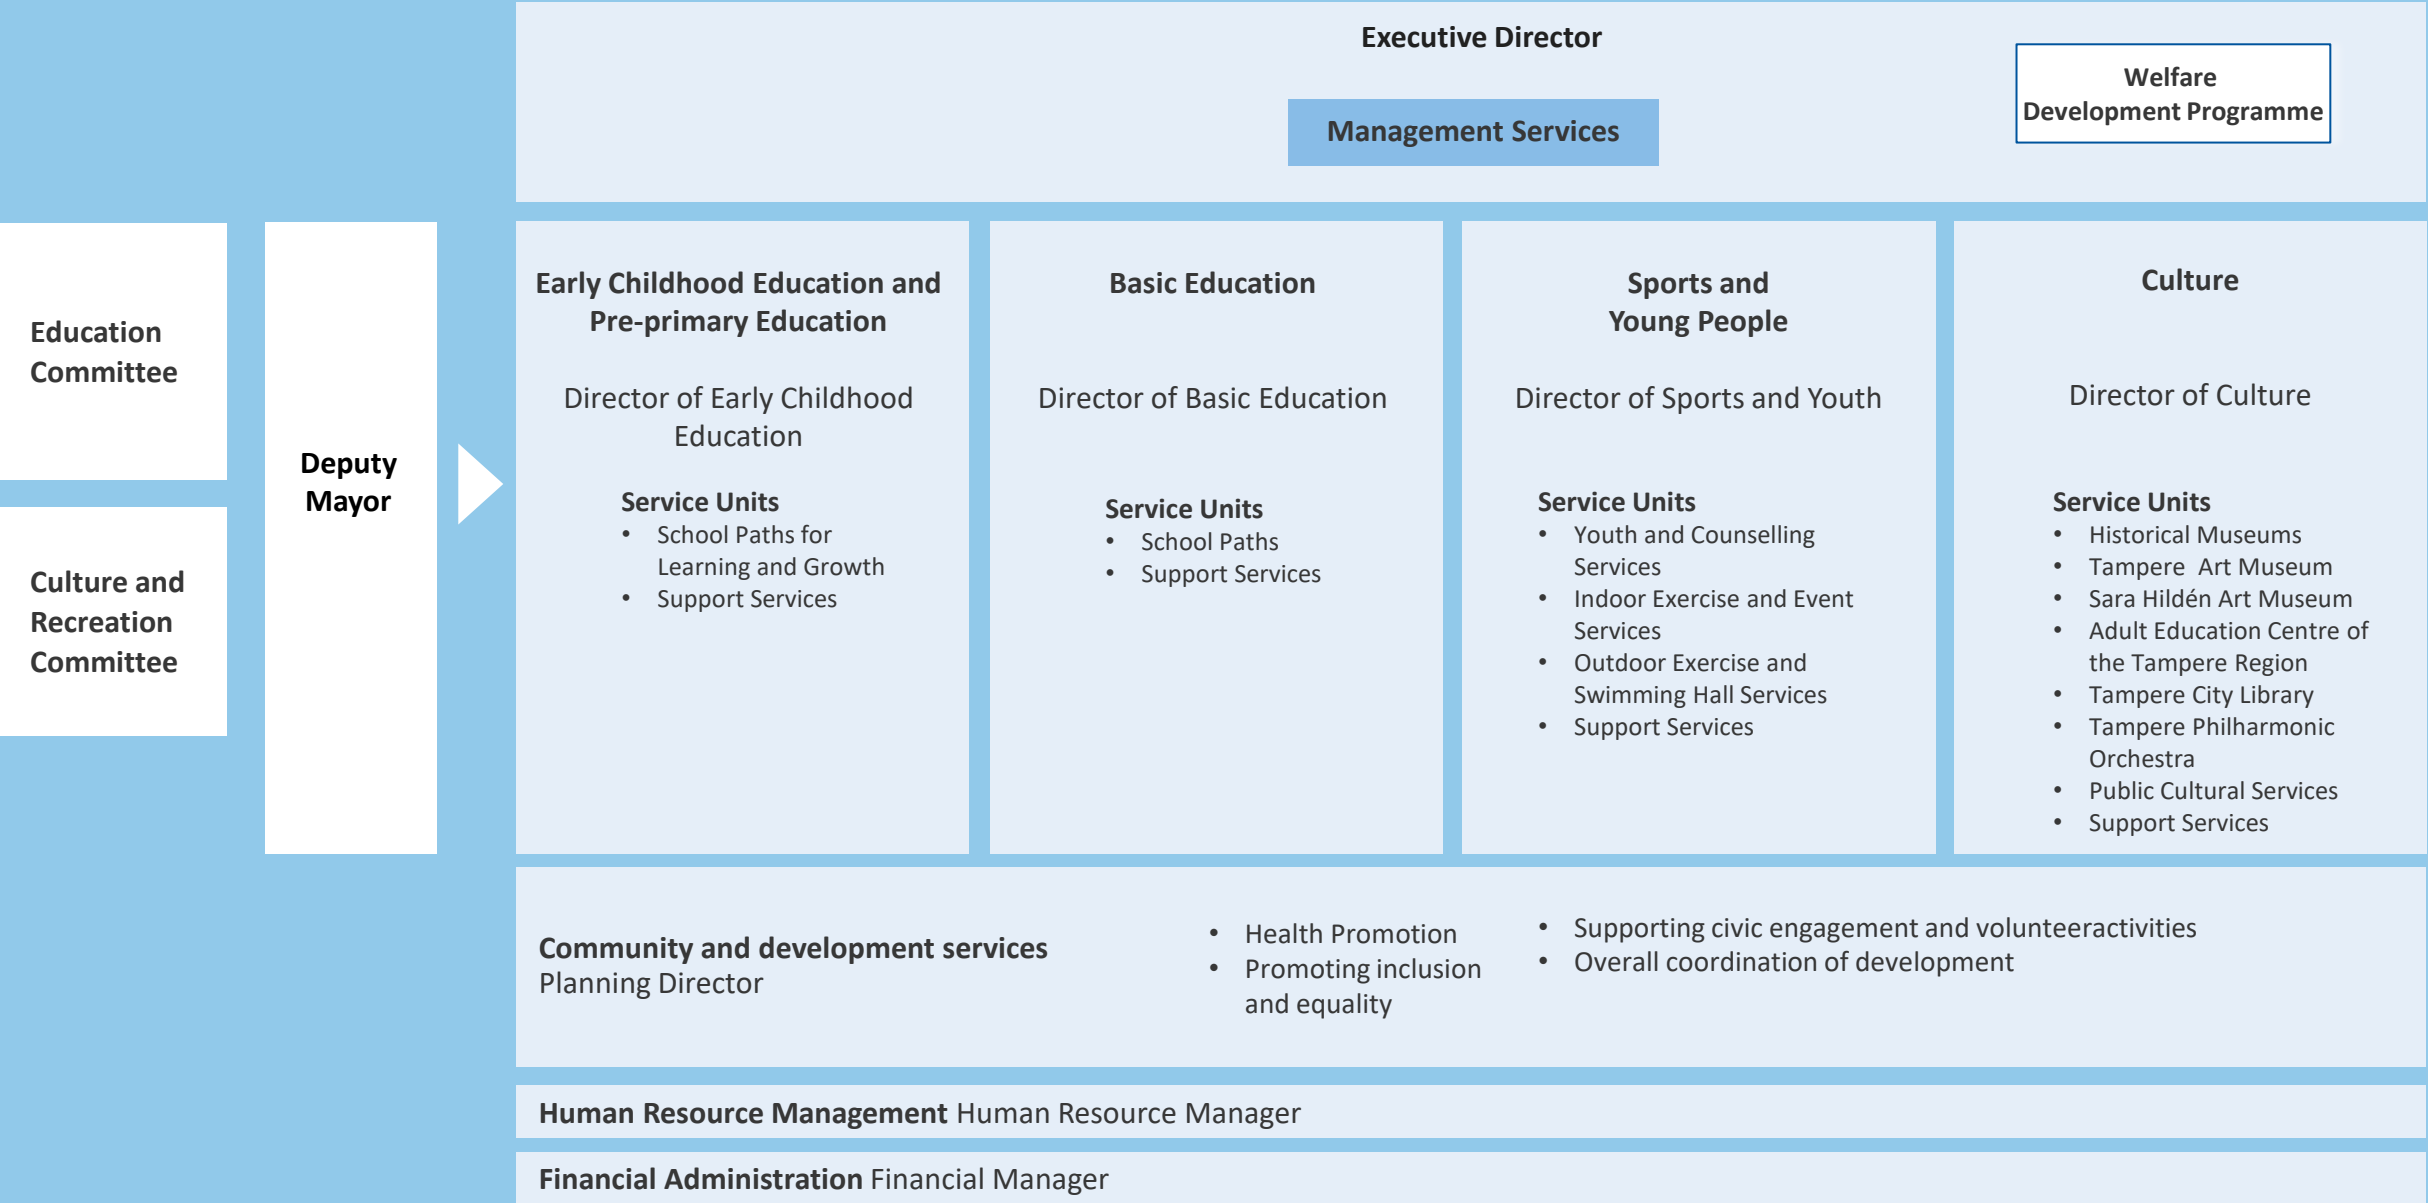 Executive Director
Management Services
Welfare
Development Programme
Education
Committee
Culture and
Recreation
Committee
Deputy
Mayor
Early Childhood Education and
Pre-primary Education
Director of Early Childhood
Education
Service Units
• School Paths for
Learning and Growth
• Support Services
Basic Education
Director of Basic Education
Service Units
• School Paths
• Support Services
Sports and
Young People
Director of Sports and Youth
Service Units
• Youth and Counselling
Services
• Indoor Exercise and Event
Services
• Outdoor Exercise and
Swimming Hall Services
• Support Services
Culture
Director of Culture
Service Units
• Historical Museums
• Tampere Art Museum
• Sara Hildén Art Museum
• Adult Education Centre of
the Tampere Region
• Tampere City Library
• Tampere Philharmonic
Orchestra
• Public Cultural Services
• Support Services
Community and development services
Planning Director
• Health Promotion
• Promoting inclusion
and equality
• Supporting civic engagement and volunteeractivities
• Overall coordination of development
Human Resource Management Human Resource Manager
Financial Administration Financial Manager